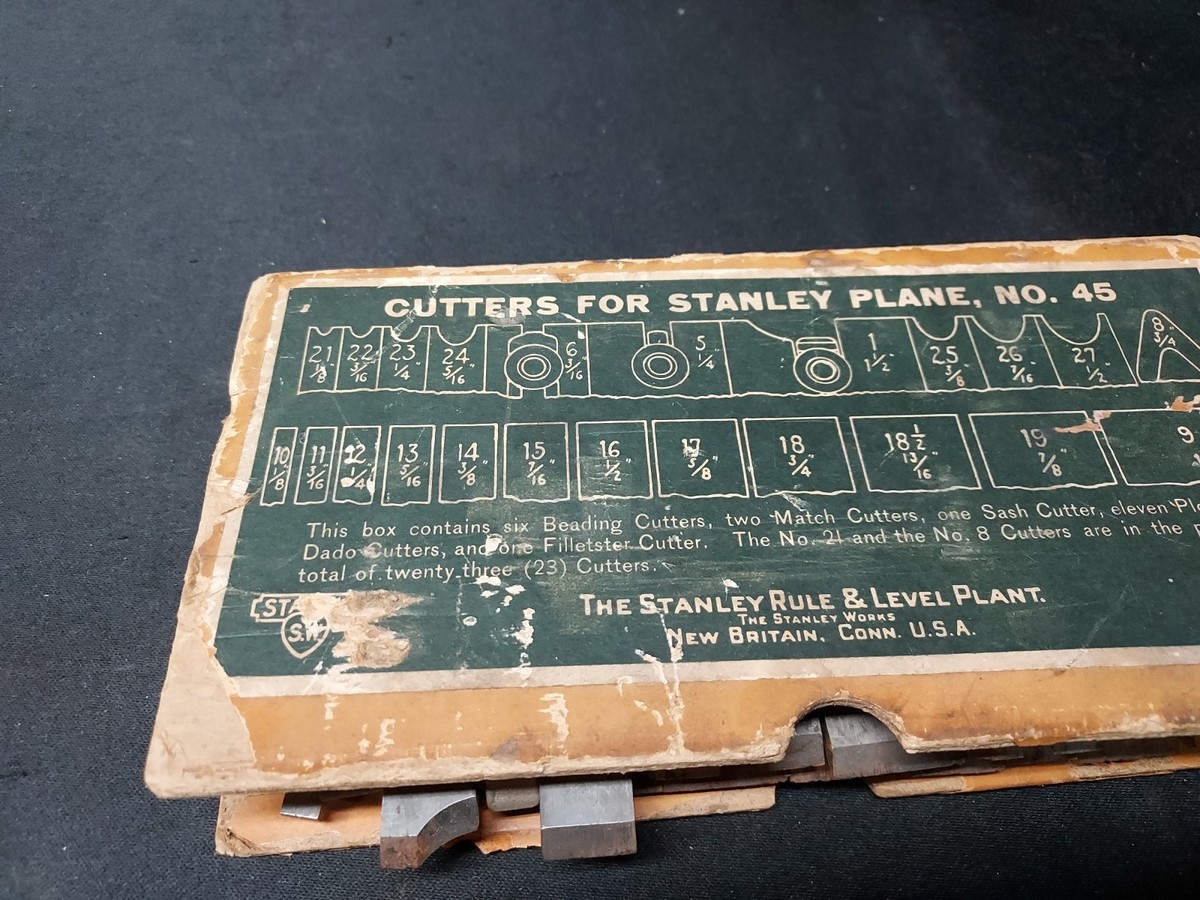 CUTTERS FOR STANLEY PLANE, NO. 45
21 1/8" 22 3/16" 23 1/4" 24 5/16" 6 3/16" 5 1/4" 1 1 1/2" 25 3/8" 26 7/16" 27 1/2" 8 3/4"
10 1/8 11 3/16" 12 1/4" 13 5/16" 14 3/8" 15 7/16" 16 1/2" 17 5/8" 18 3/4" 18 1/2 13/16" 19 7/8" 9
This box contains six Beading Cutters, two Match Cutters, one Sash Cutter, eleven
Dado Cutters, and one Filletster Cutter. The No. 21 and the No. 8 Cutters are in the
total of twenty three (23) Cutters.
STA
S.W.
THE STANLEY RULE & LEVEL PLANT.
THE STANLEY WORKS
NEW BRITAIN, CONN. U.S.A.